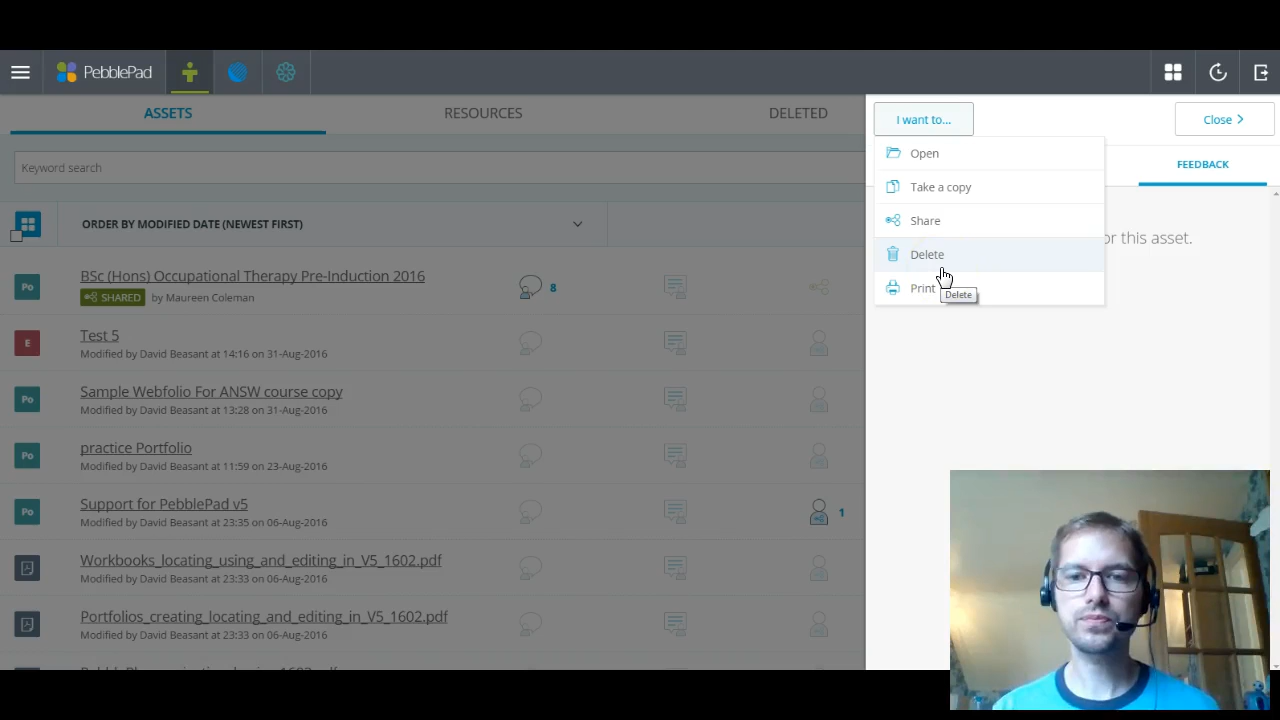 PebblePad
ASSETS
RESOURCES
DELETED
I want to...
Close
Open
Take a copy
Share
Delete
Print
Delete
FEEDBACK
or this asset.
Keyword search
ORDER BY MODIFIED DATE (NEWEST FIRST)
Po
BSc (Hons) Occupational Therapy Pre-Induction 2016
SHARED by Maureen Coleman
8
E
Test 5
Modified by David Beasant at 14:16 on 31-Aug-2016
Po
Sample Webfolio For ANSW course copy
Modified by David Beasant at 13:28 on 31-Aug-2016
Po
practice Portfolio
Modified by David Beasant at 11:59 on 23-Aug-2016
Po
Support for PebblePad v5
Modified by David Beasant at 23:35 on 06-Aug-2016
1
Workbooks_locating_using_and_editing_in_V5_1602.pdf
Modified by David Beasant at 23:33 on 06-Aug-2016
Portfolios_creating_locating_and_editing_in_V5_1602.pdf
Modified by David Beasant at 23:33 on 06-Aug-2016